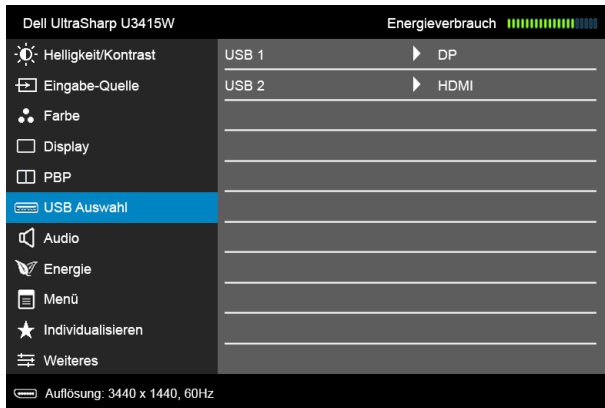 Dell UltraSharp U3415W Energieverbrauch
Helligkeit/Kontrast USB 1 DP
Eingabe-Quelle USB 2 HDMI
Farbe
Display
PBP
USB Auswahl
Audio
Energie
Menü
Individualisieren
Weiteres
Auflösung: 3440 x 1440, 60Hz